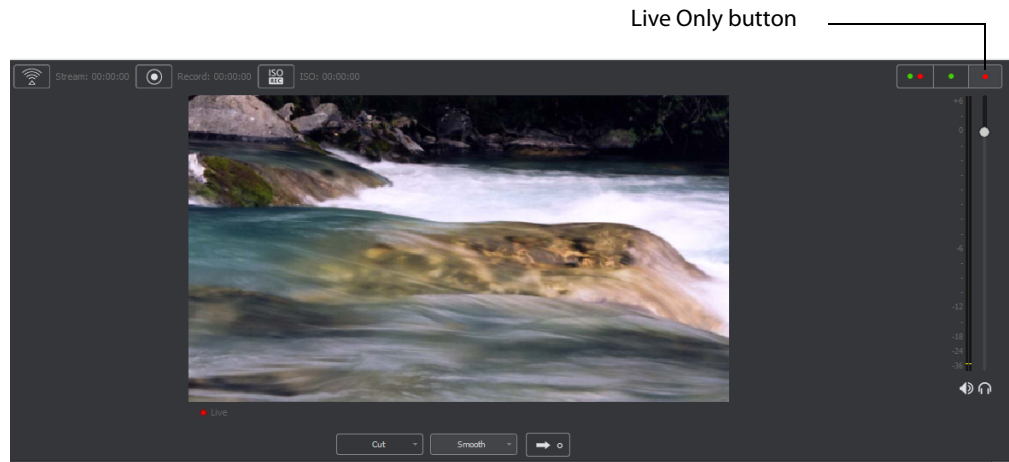 Live Only button
Stream: 00:00:00 Record: 00:00:00 ISO REC ISO: 00:00:00
+6
0
-6
-12
-18
-24
-36
Live
Cut Smooth